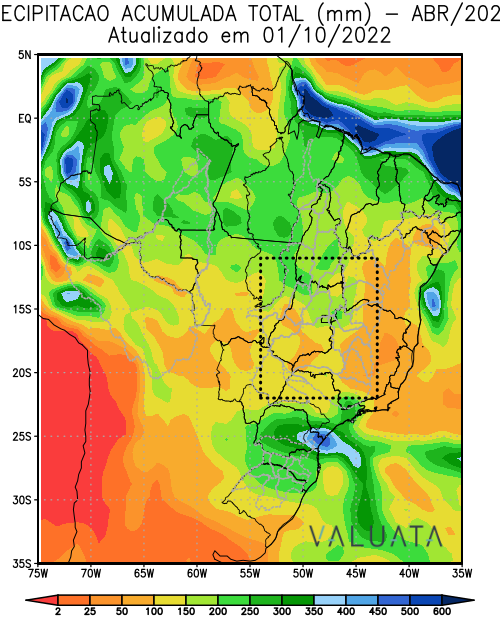 ECIPITACAO ACUMULADA TOTAL (mm) – ABR/202
Atualizado em 01/10/2022
5N
EQ
5S
10S
15S
20S
25S
30S
35S
VALUATA
75W 70W 65W 60W 55W 50W 45W 40W 35W
2 25 50 100 150 200 250 300 350 400 450 500 600